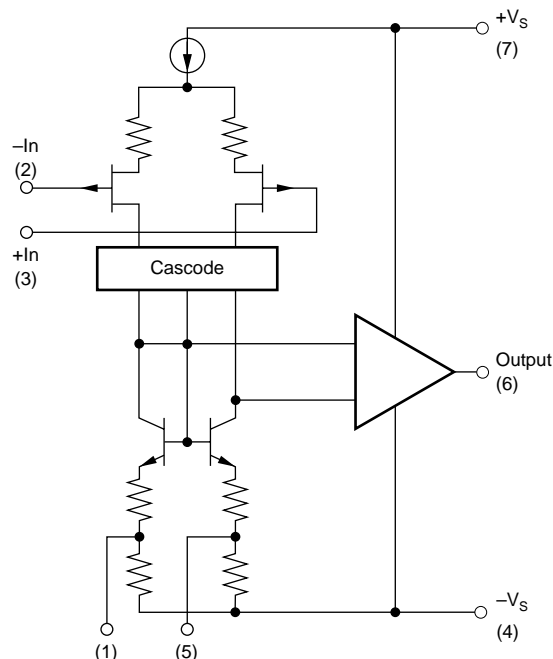 +VS
(7)
–In
(2)
+In
(3)
Cascode
Output
(6)
–VS
(4)
(1)
(5)